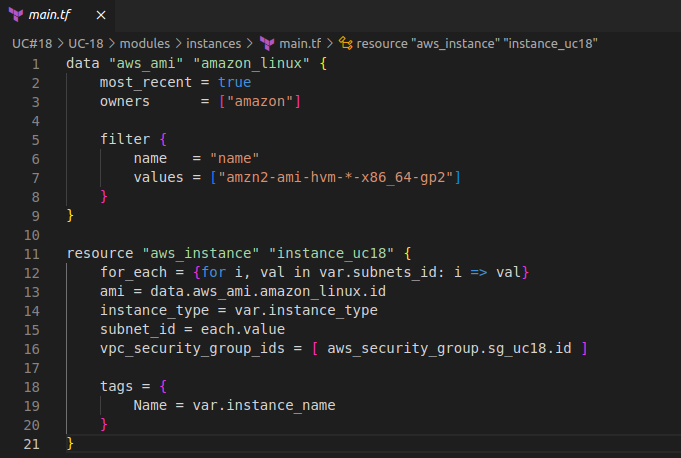 main.tf ×
UC#18 > UC-18 > modules > instances > main.tf > resource "aws_instance" "instance_uc18"
1 data "aws_ami" "amazon_linux" {
2     most_recent = true
3     owners      = ["amazon"]
4
5     filter {
6         name   = "name"
7         values = ["amzn2-ami-hvm-*-x86_64-gp2"]
8     }
9 }
10
11 resource "aws_instance" "instance_uc18" {
12     for_each = {for i, val in var.subnets_id: i => val}
13     ami = data.aws_ami.amazon_linux.id
14     instance_type = var.instance_type
15     subnet_id = each.value
16     vpc_security_group_ids = [ aws_security_group.sg_uc18.id ]
17
18     tags = {
19         Name = var.instance_name
20     }
21 }